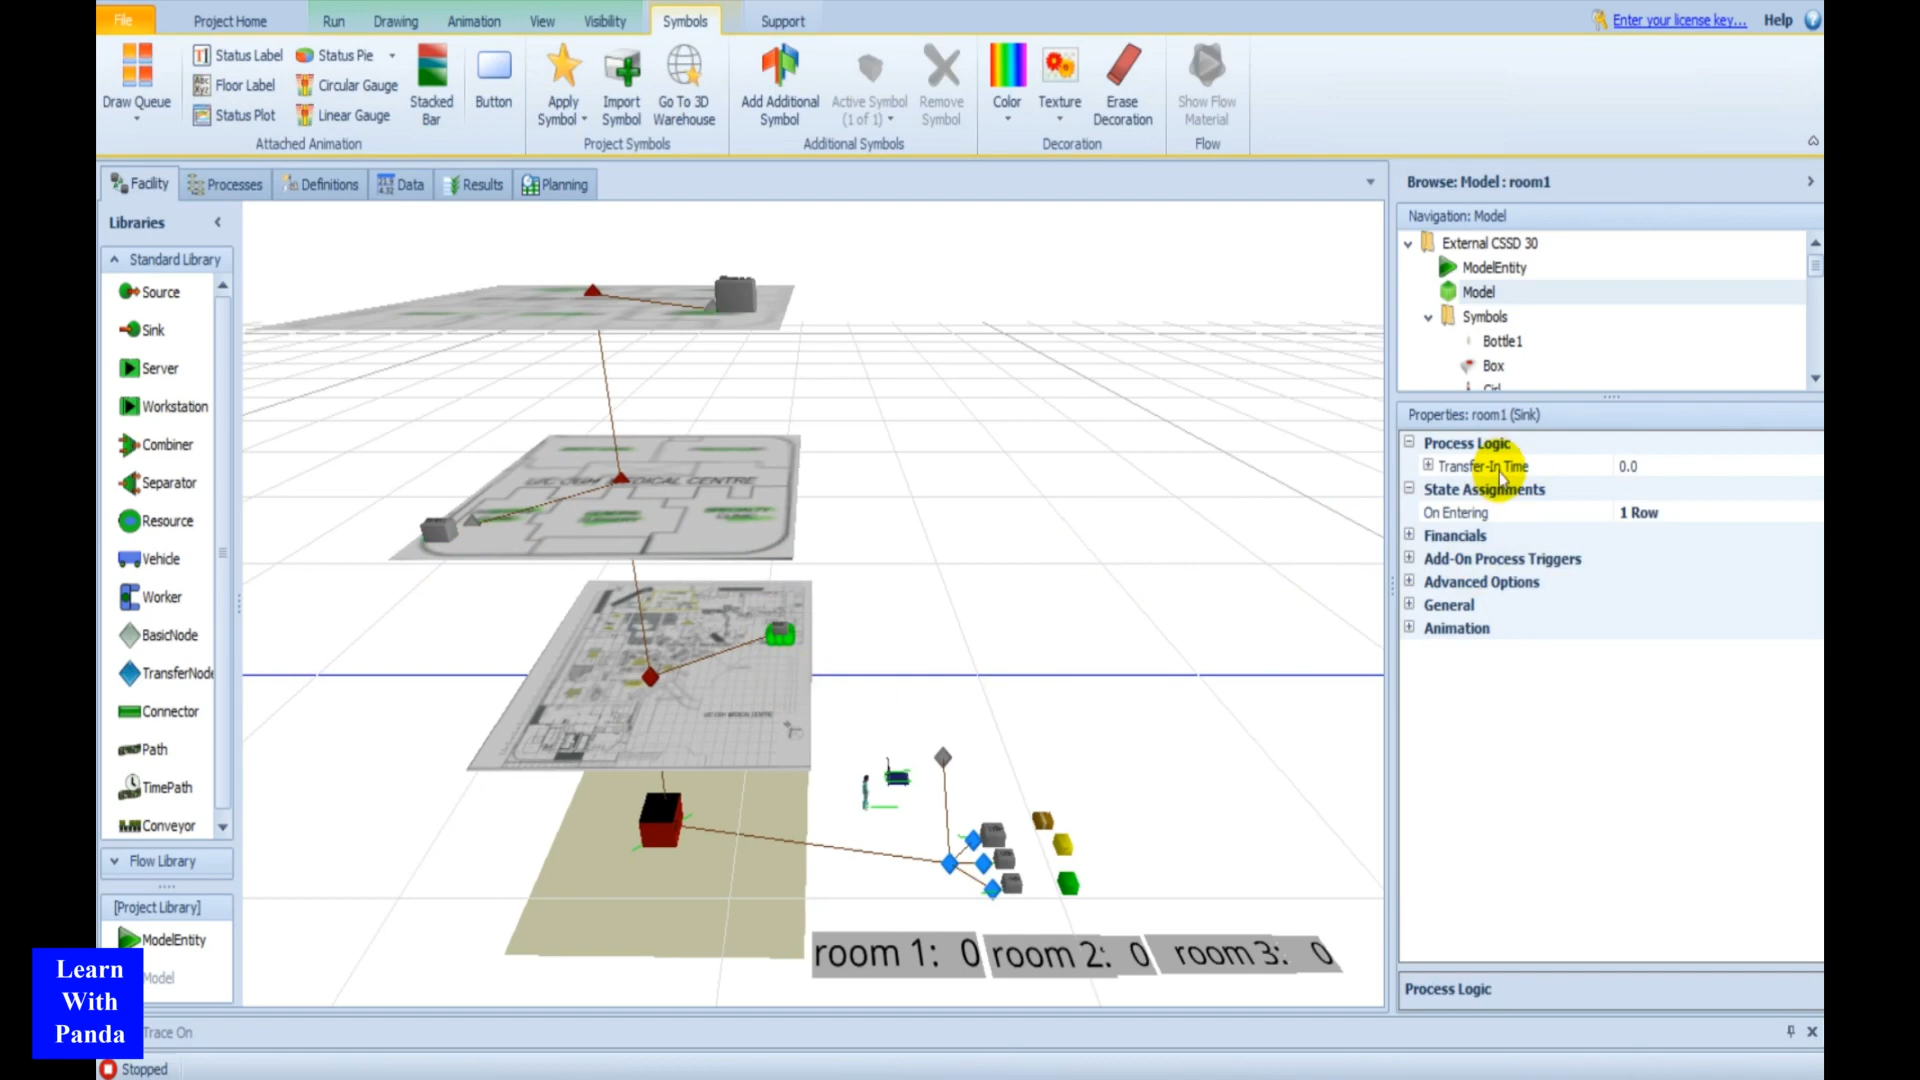 File
Project Home
Run
Drawing
Animation
View
Visibility
Symbols
Support
Enter your license key...
Help
Draw Queue
Status Label
Floor Label
Status Plot
Status Pie
Circular Gauge
Linear Gauge
Stacked
Bar
Button
Attached Animation
Apply
Symbol
Import
Symbol
Go To 3D
Warehouse
Project Symbols
Add Additional
Symbol
Active Symbol
(1 of 1)
Remove
Symbol
Additional Symbols
Color
Texture
Erase
Decoration
Decoration
Show Flow
Material
Flow
Facility
Processes
Definitions
Data
Results
Planning
Libraries
Standard Library
Source
Sink
Server
Workstation
Combiner
Separator
Resource
Vehicle
Worker
BasicNode
TransferNode
Connector
Path
TimePath
Conveyor
Flow Library
[Project Library]
ModelEntity
Model
MEDICAL CENTRE
room 1: 0
room 2: 0
room 3: 0
Browse: Model : room1
Navigation: Model
External CSSD 30
ModelEntity
Model
Symbols
Bottle1
Box
Girl
Properties: room1 (Sink)
Process Logic
Transfer-In Time 0.0
State Assignments
On Entering 1 Row
Financials
Add-On Process Triggers
Advanced Options
General
Animation
Process Logic
Learn
With
Panda
Trace On
Stopped